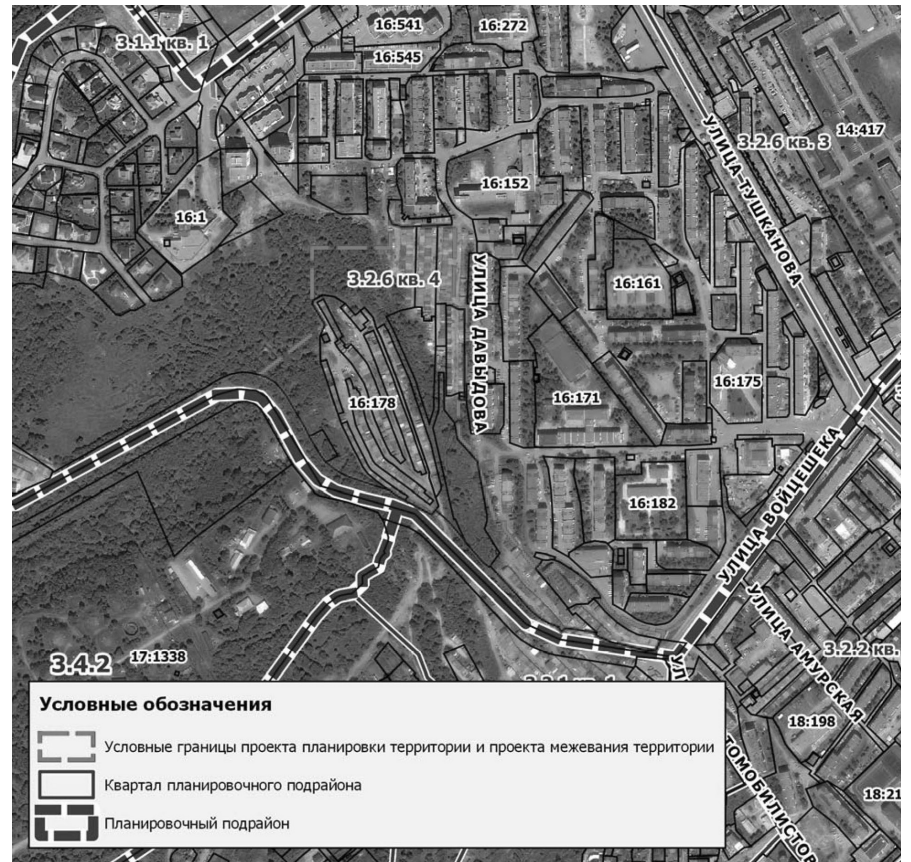 16:541
16:272
3.1.1 кв. 1
16:545
УЛИЦА ТУШКАНОВА
3.2.6 кв. 3
14:417
16:152
16:1
3.2.6 кв. 4
УЛИЦА ДАВЫДОВА
16:161
16:175
16:178
16:171
16:182
УЛИЦА ВОЙЦЕШЕКА
УЛИЦА АМУРСКАЯ
3.4.2
17:1338
3.2.2 кв.
18:198
18:21
Условные обозначения
Условные границы проекта планировки территории и проекта межевания территории
Квартал планировочного подрайона
Планировочный подрайон